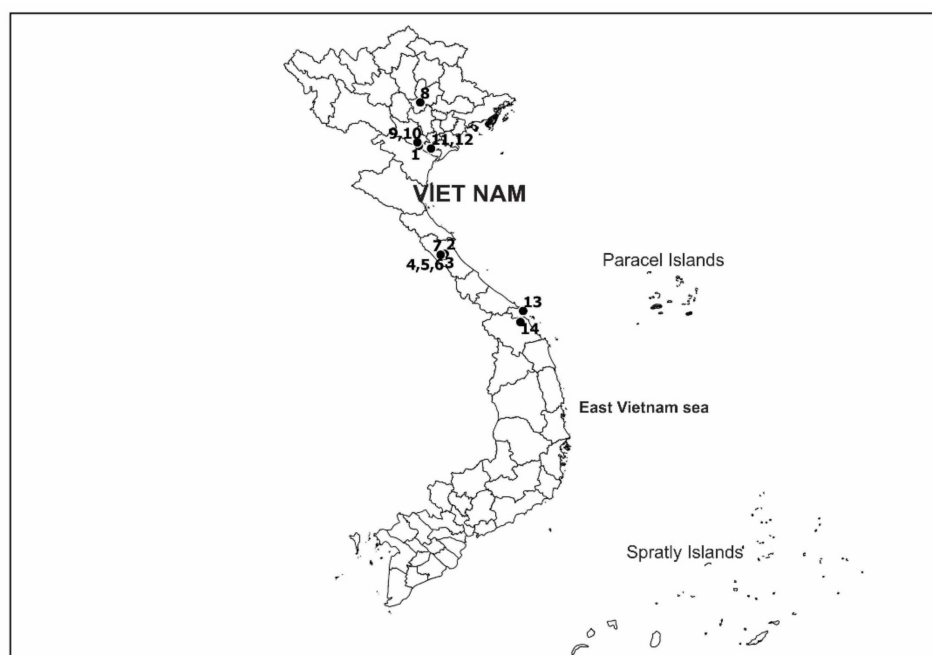 8
9,10
11,12
1
VIET NAM
7
2
4,5,6
3
Paracel Islands
13
14
East Vietnam sea
Spratly Islands